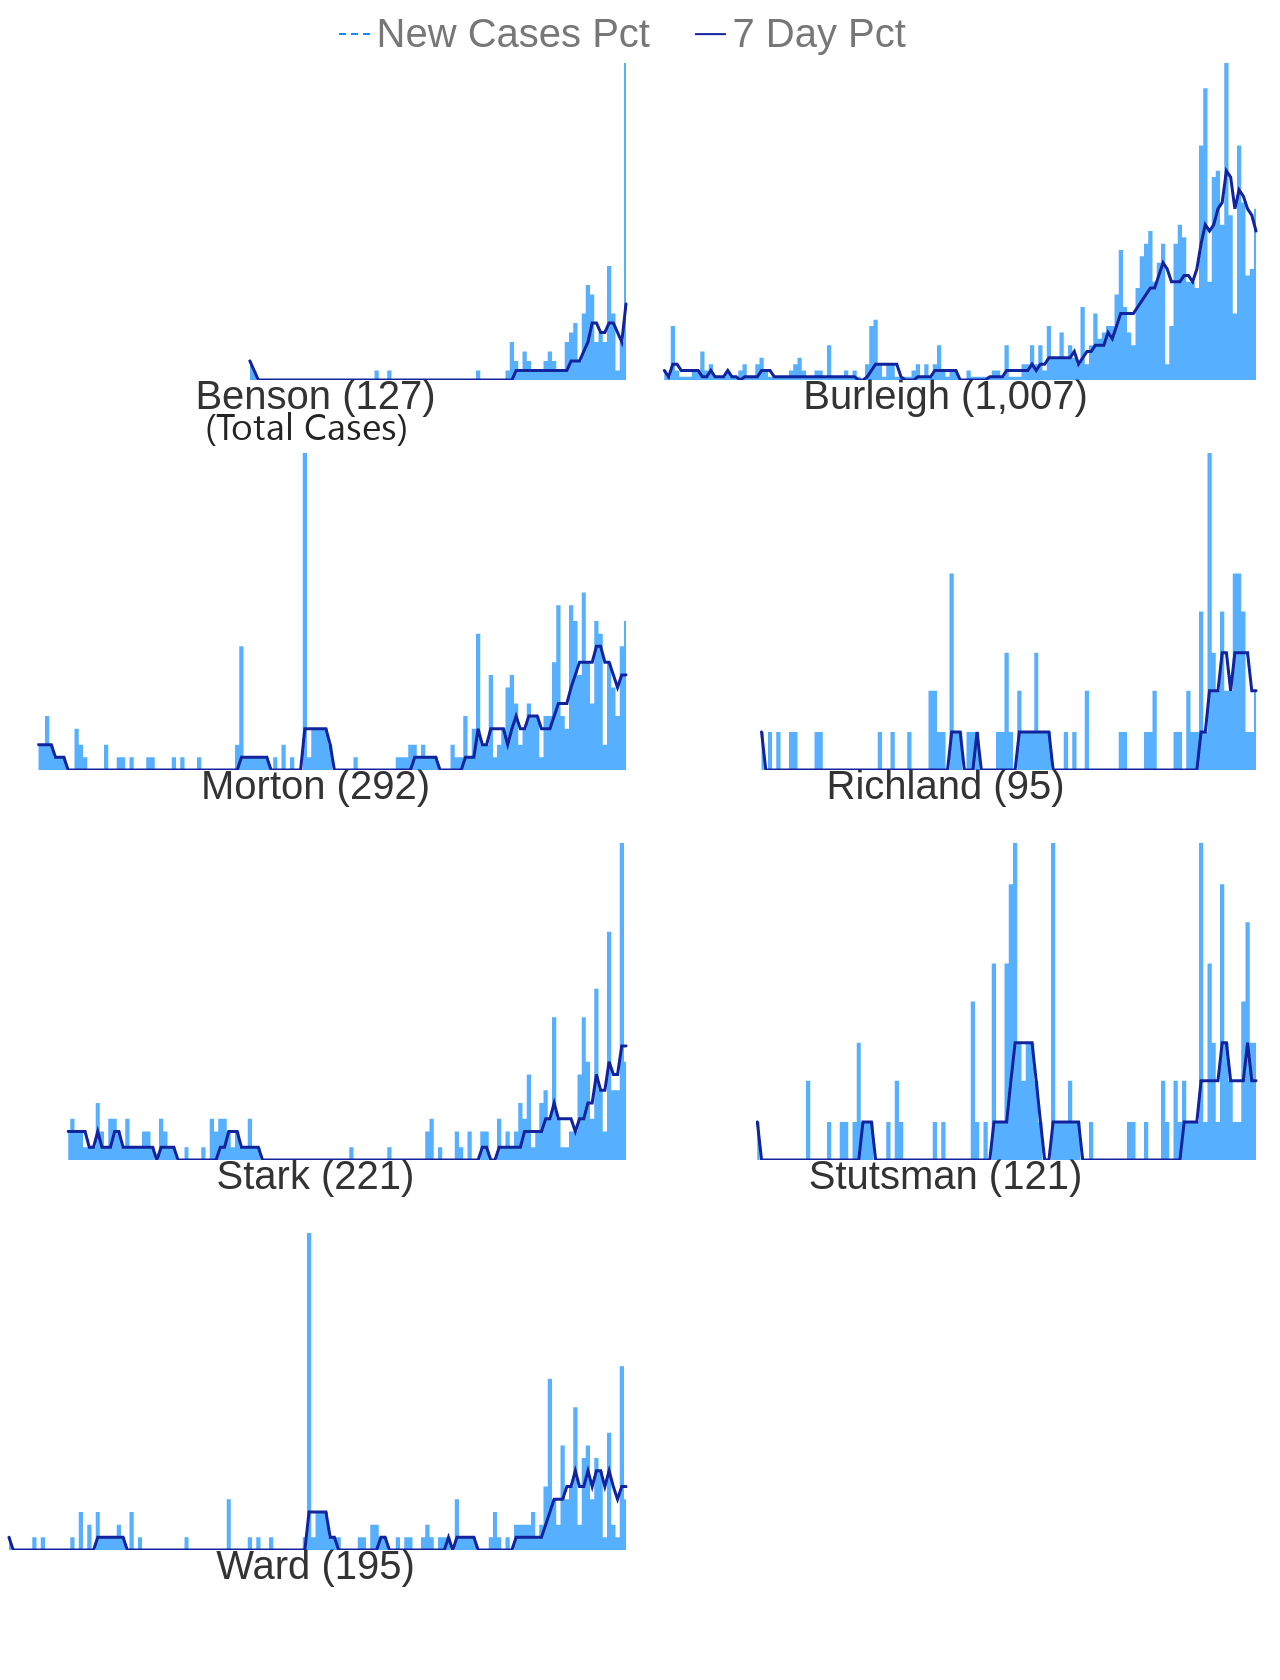 New Cases Pct 7 Day Pct
Benson (127)
(Total Cases)
Burleigh (1,007)
Morton (292)
Richland (95)
Stark (221)
Stutsman (121)
Ward (195)